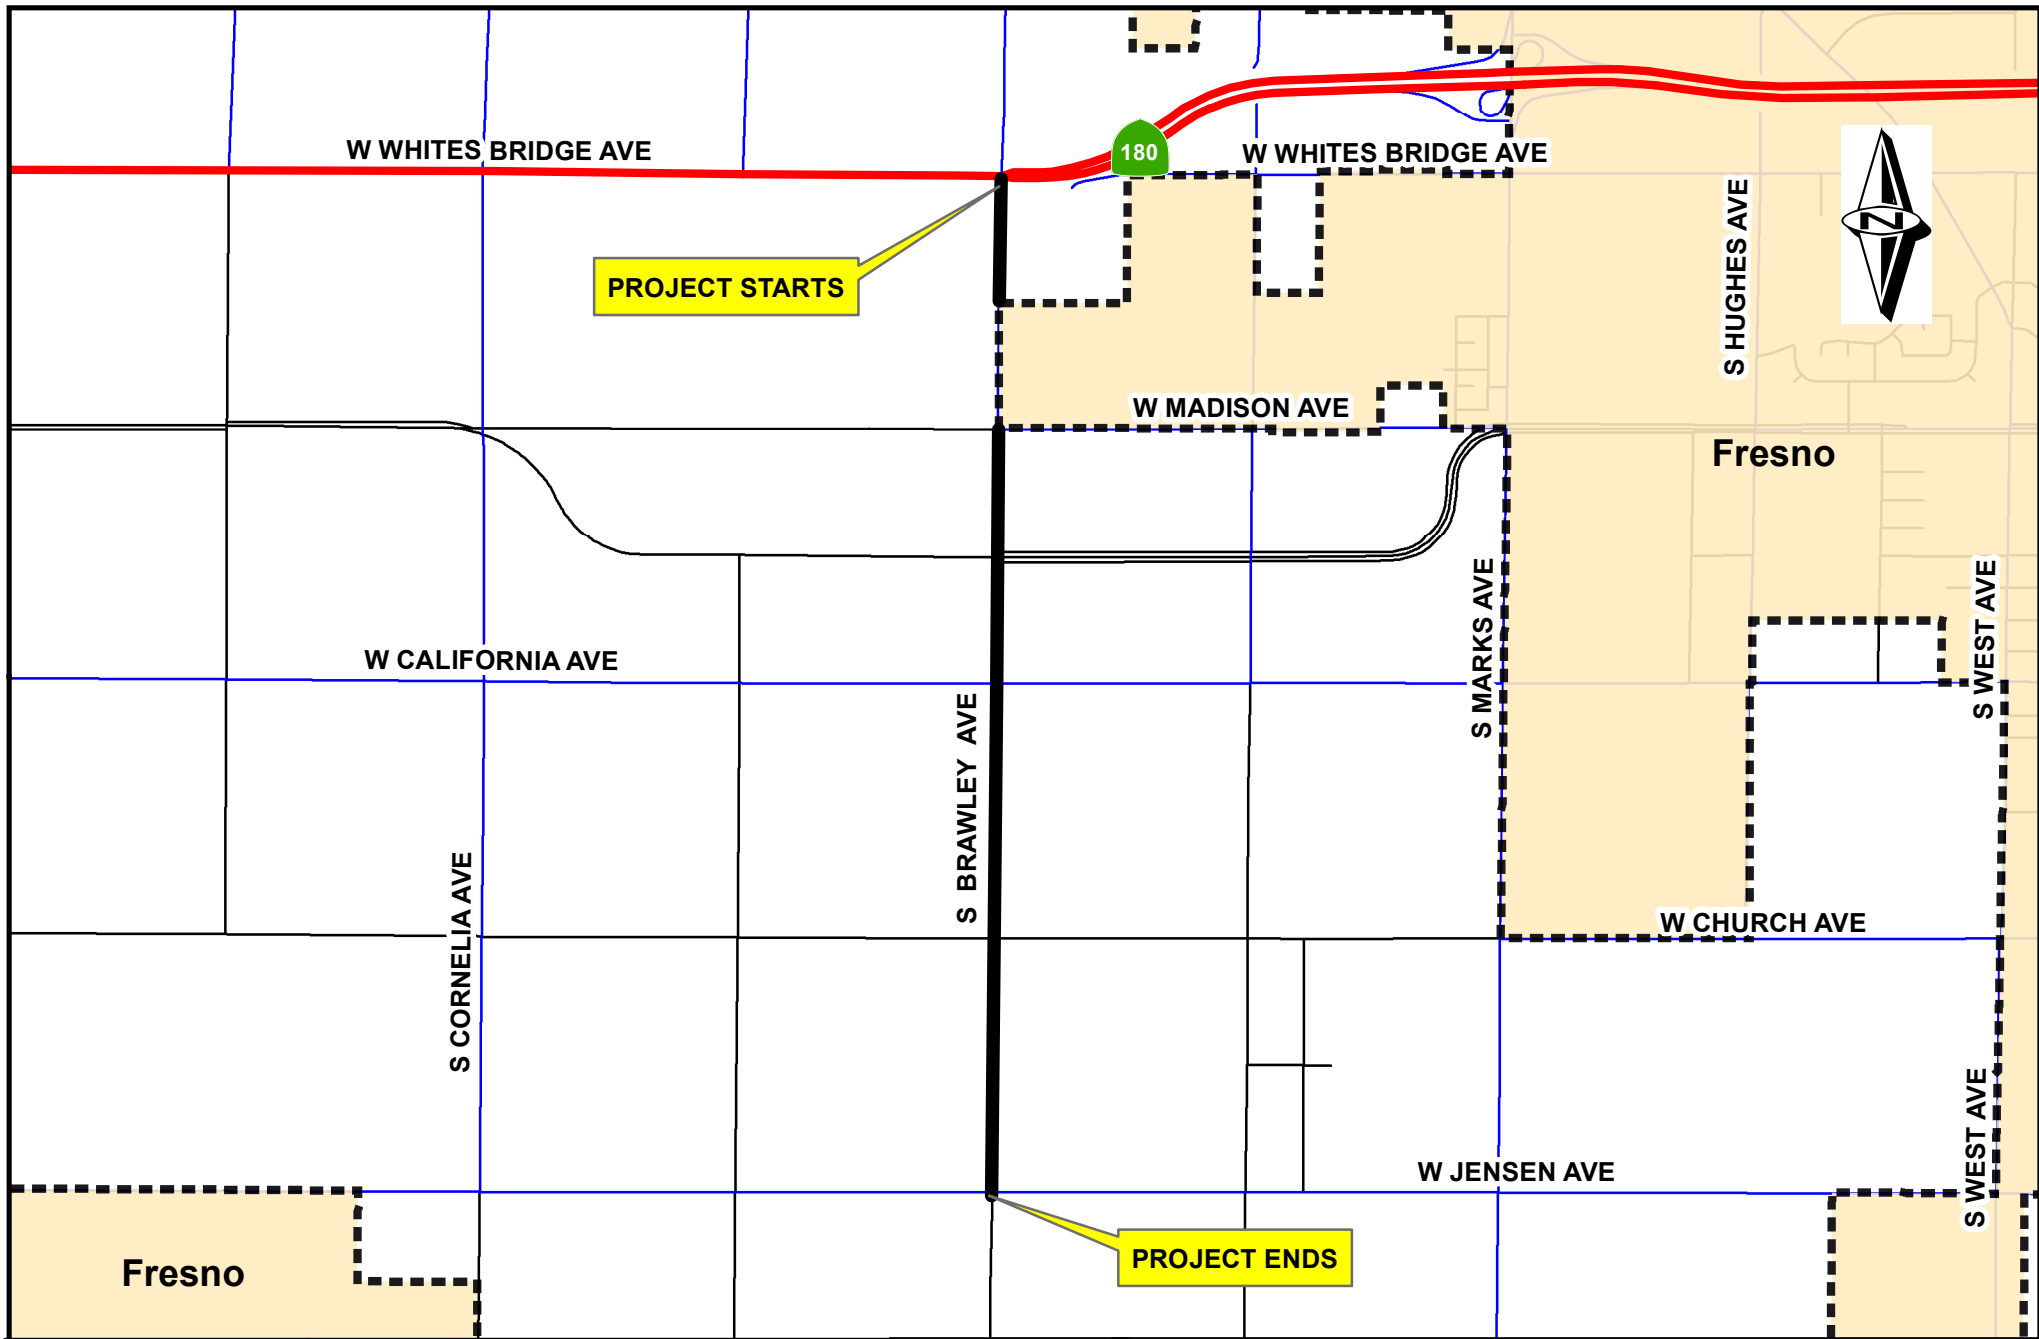 W WHITES BRIDGE AVE
180
W WHITES BRIDGE AVE
S HUGHES AVE
N
PROJECT STARTS
W MADISON AVE
Fresno
S MARKS AVE
S WEST AVE
W CALIFORNIA AVE
S BRAWLEY AVE
S CORNELIA AVE
W CHURCH AVE
S WEST AVE
W JENSEN AVE
PROJECT ENDS
Fresno